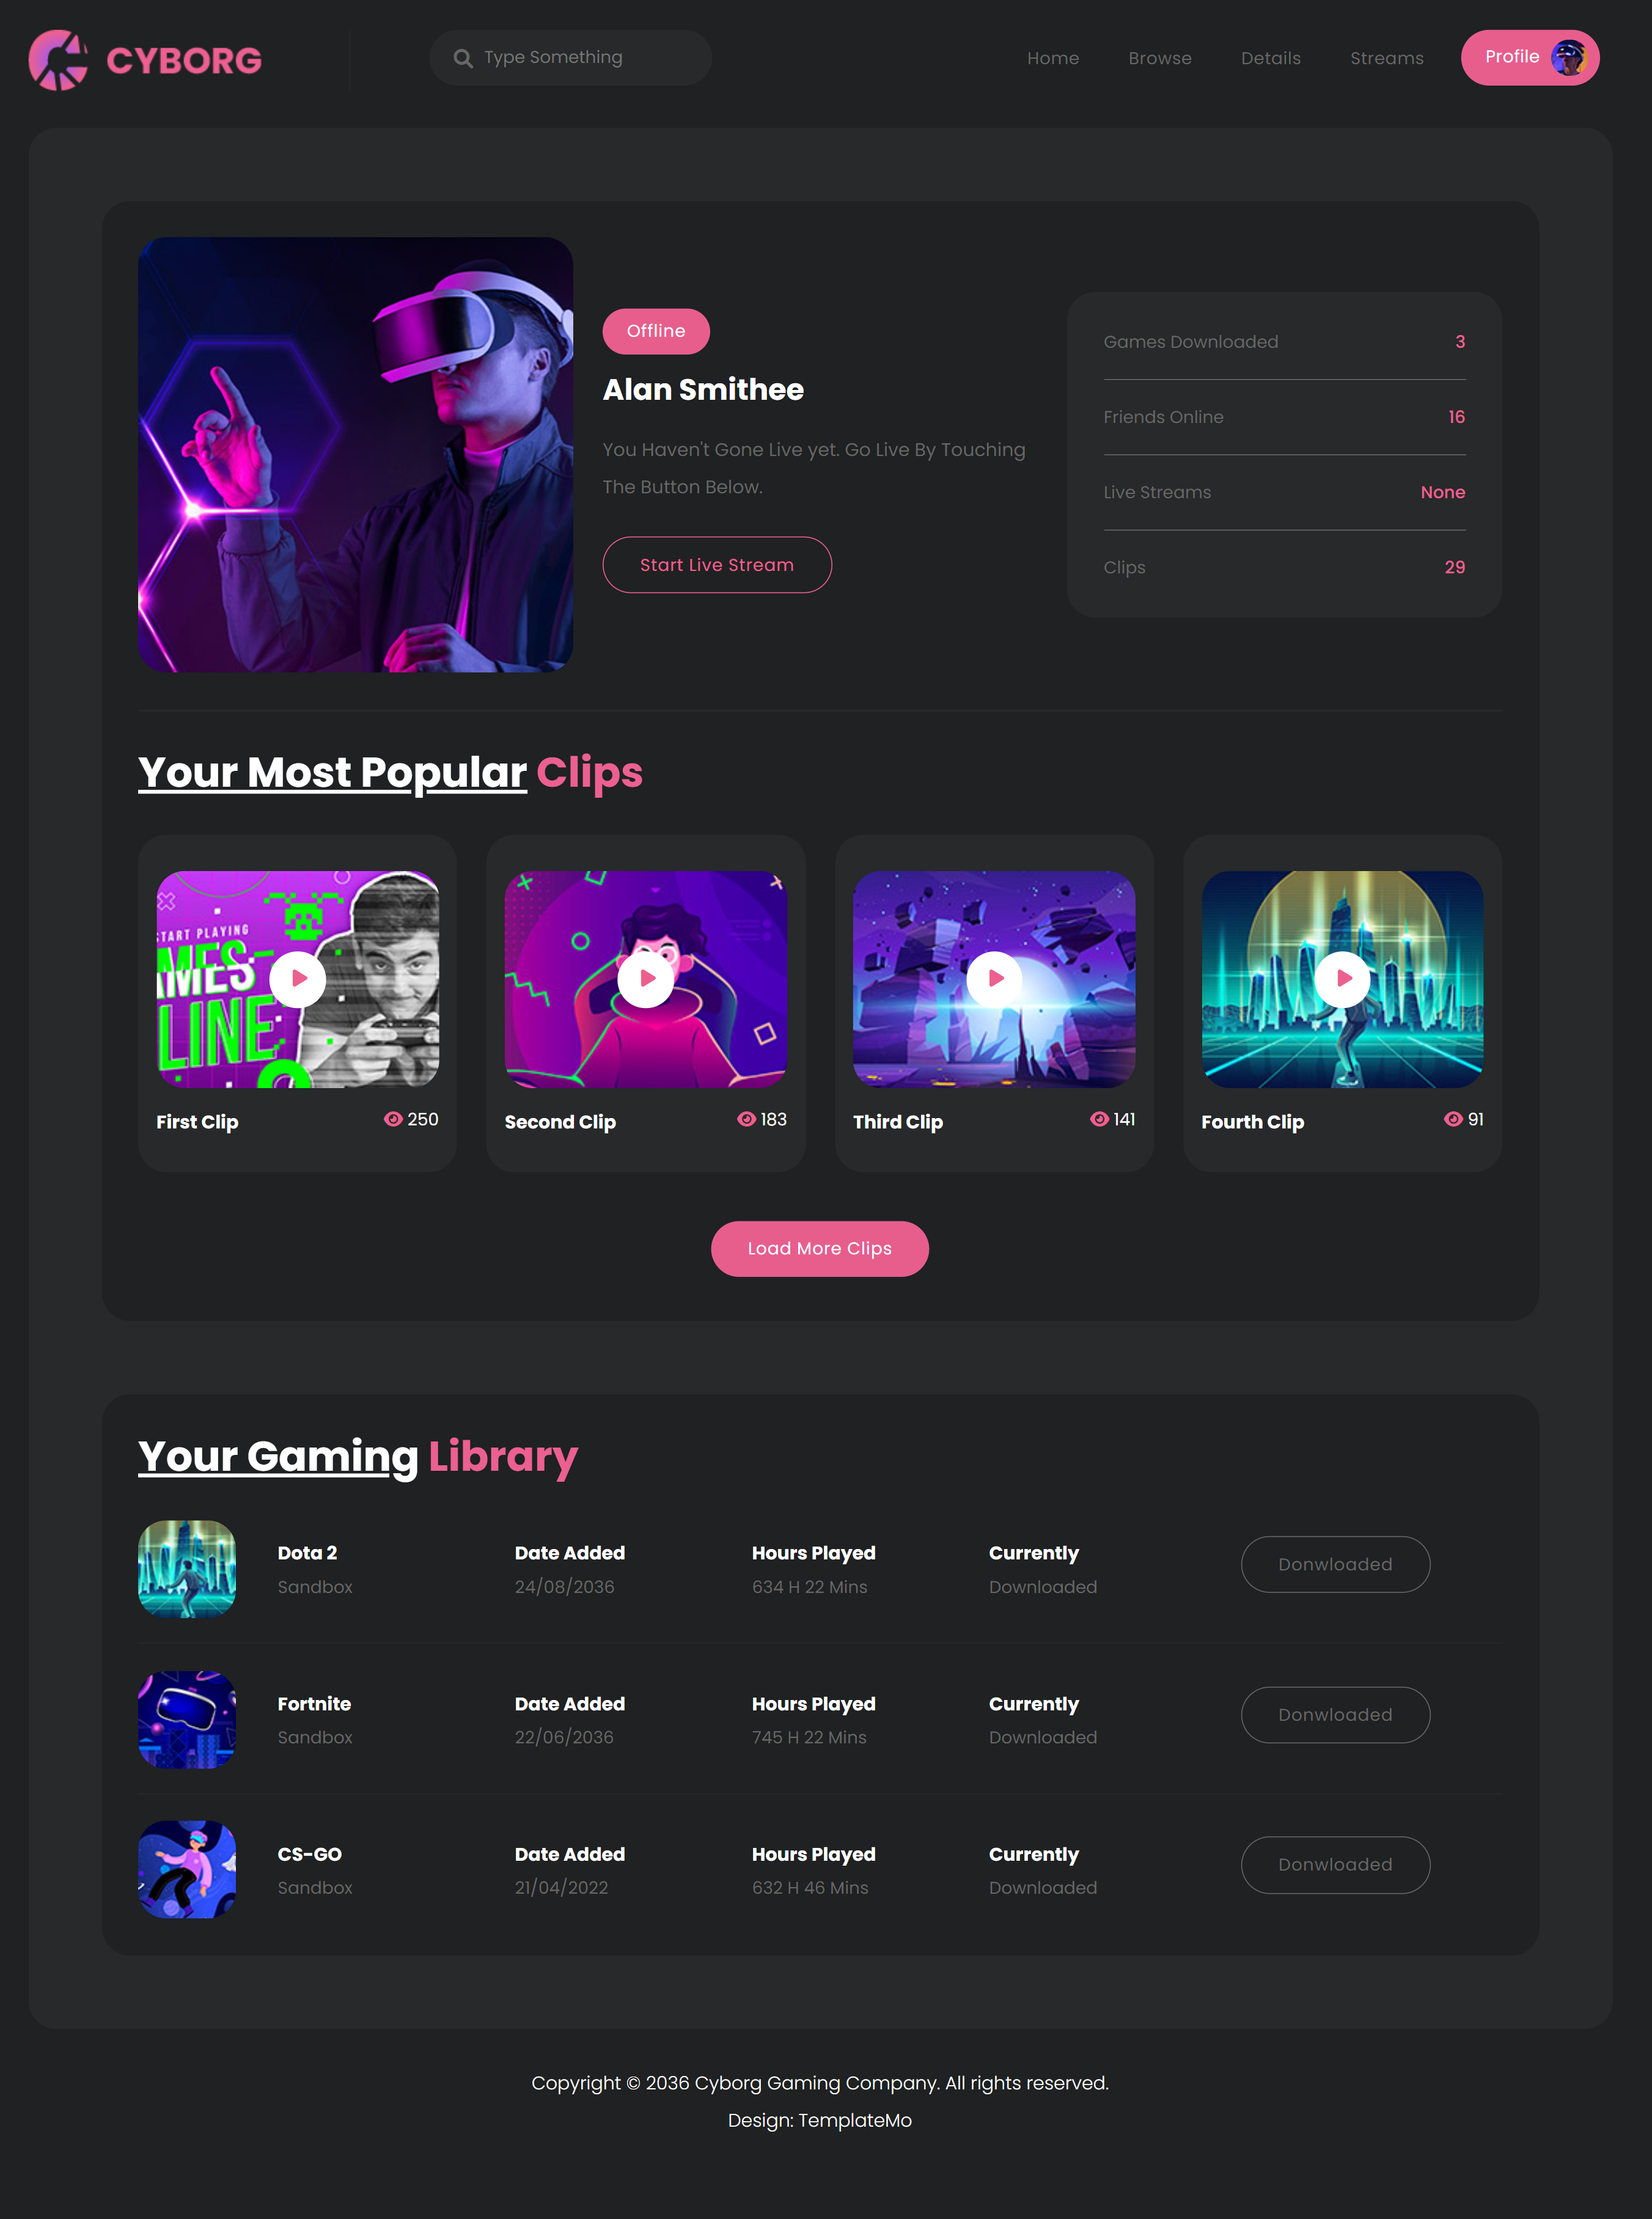 CYBORG
Type Something
Home
Browse
Details
Streams
Profile
Offline
Alan Smithee
You Haven't Gone Live yet. Go Live By Touching
The Button Below.
Start Live Stream
Games Downloaded 3
Friends Online 16
Live Streams None
Clips 29
Your Most Popular Clips
START PLAYING
AMES
LINE
First Clip 250
Second Clip 183
Third Clip 141
Fourth Clip 91
Load More Clips
Your Gaming Library
Dota 2 Date Added Hours Played Currently
Sandbox 24/08/2036 634 H 22 Mins Downloaded
Donwloaded
Fortnite Date Added Hours Played Currently
Sandbox 22/06/2036 745 H 22 Mins Downloaded
Donwloaded
CS-GO Date Added Hours Played Currently
Sandbox 21/04/2022 632 H 46 Mins Downloaded
Donwloaded
Copyright © 2036 Cyborg Gaming Company. All rights reserved.
Design: TemplateMo